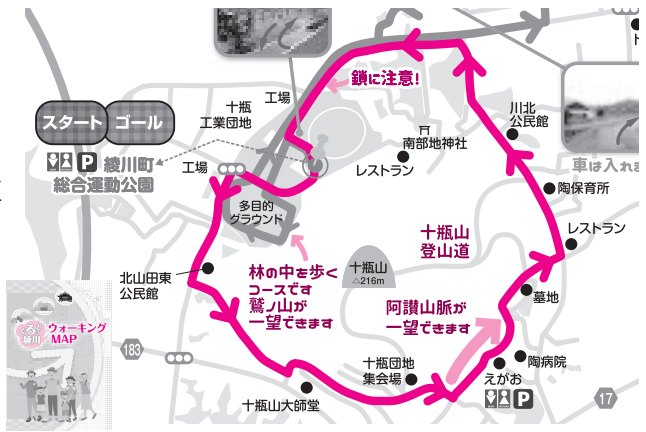 鎖に注意!
工場
十瓶
工業団地
スタート ゴール
P 綾川町
総合運動公園
工場
川北
公民館
南部地神社
レストラン
車は入れま
陶保育所
多目的
グラウンド
十瓶山
登山道
レストラン
北山田東
公民館
林の中を歩く
コースです
鷲ノ山が
一望できます
十瓶山
△216m
阿讃山脈が
一望できます
墓地
ぐるっと
綾川
ウォーキング
MAP
183
十瓶団地
集会場
陶病院
えがお
P
十瓶山大師堂
17